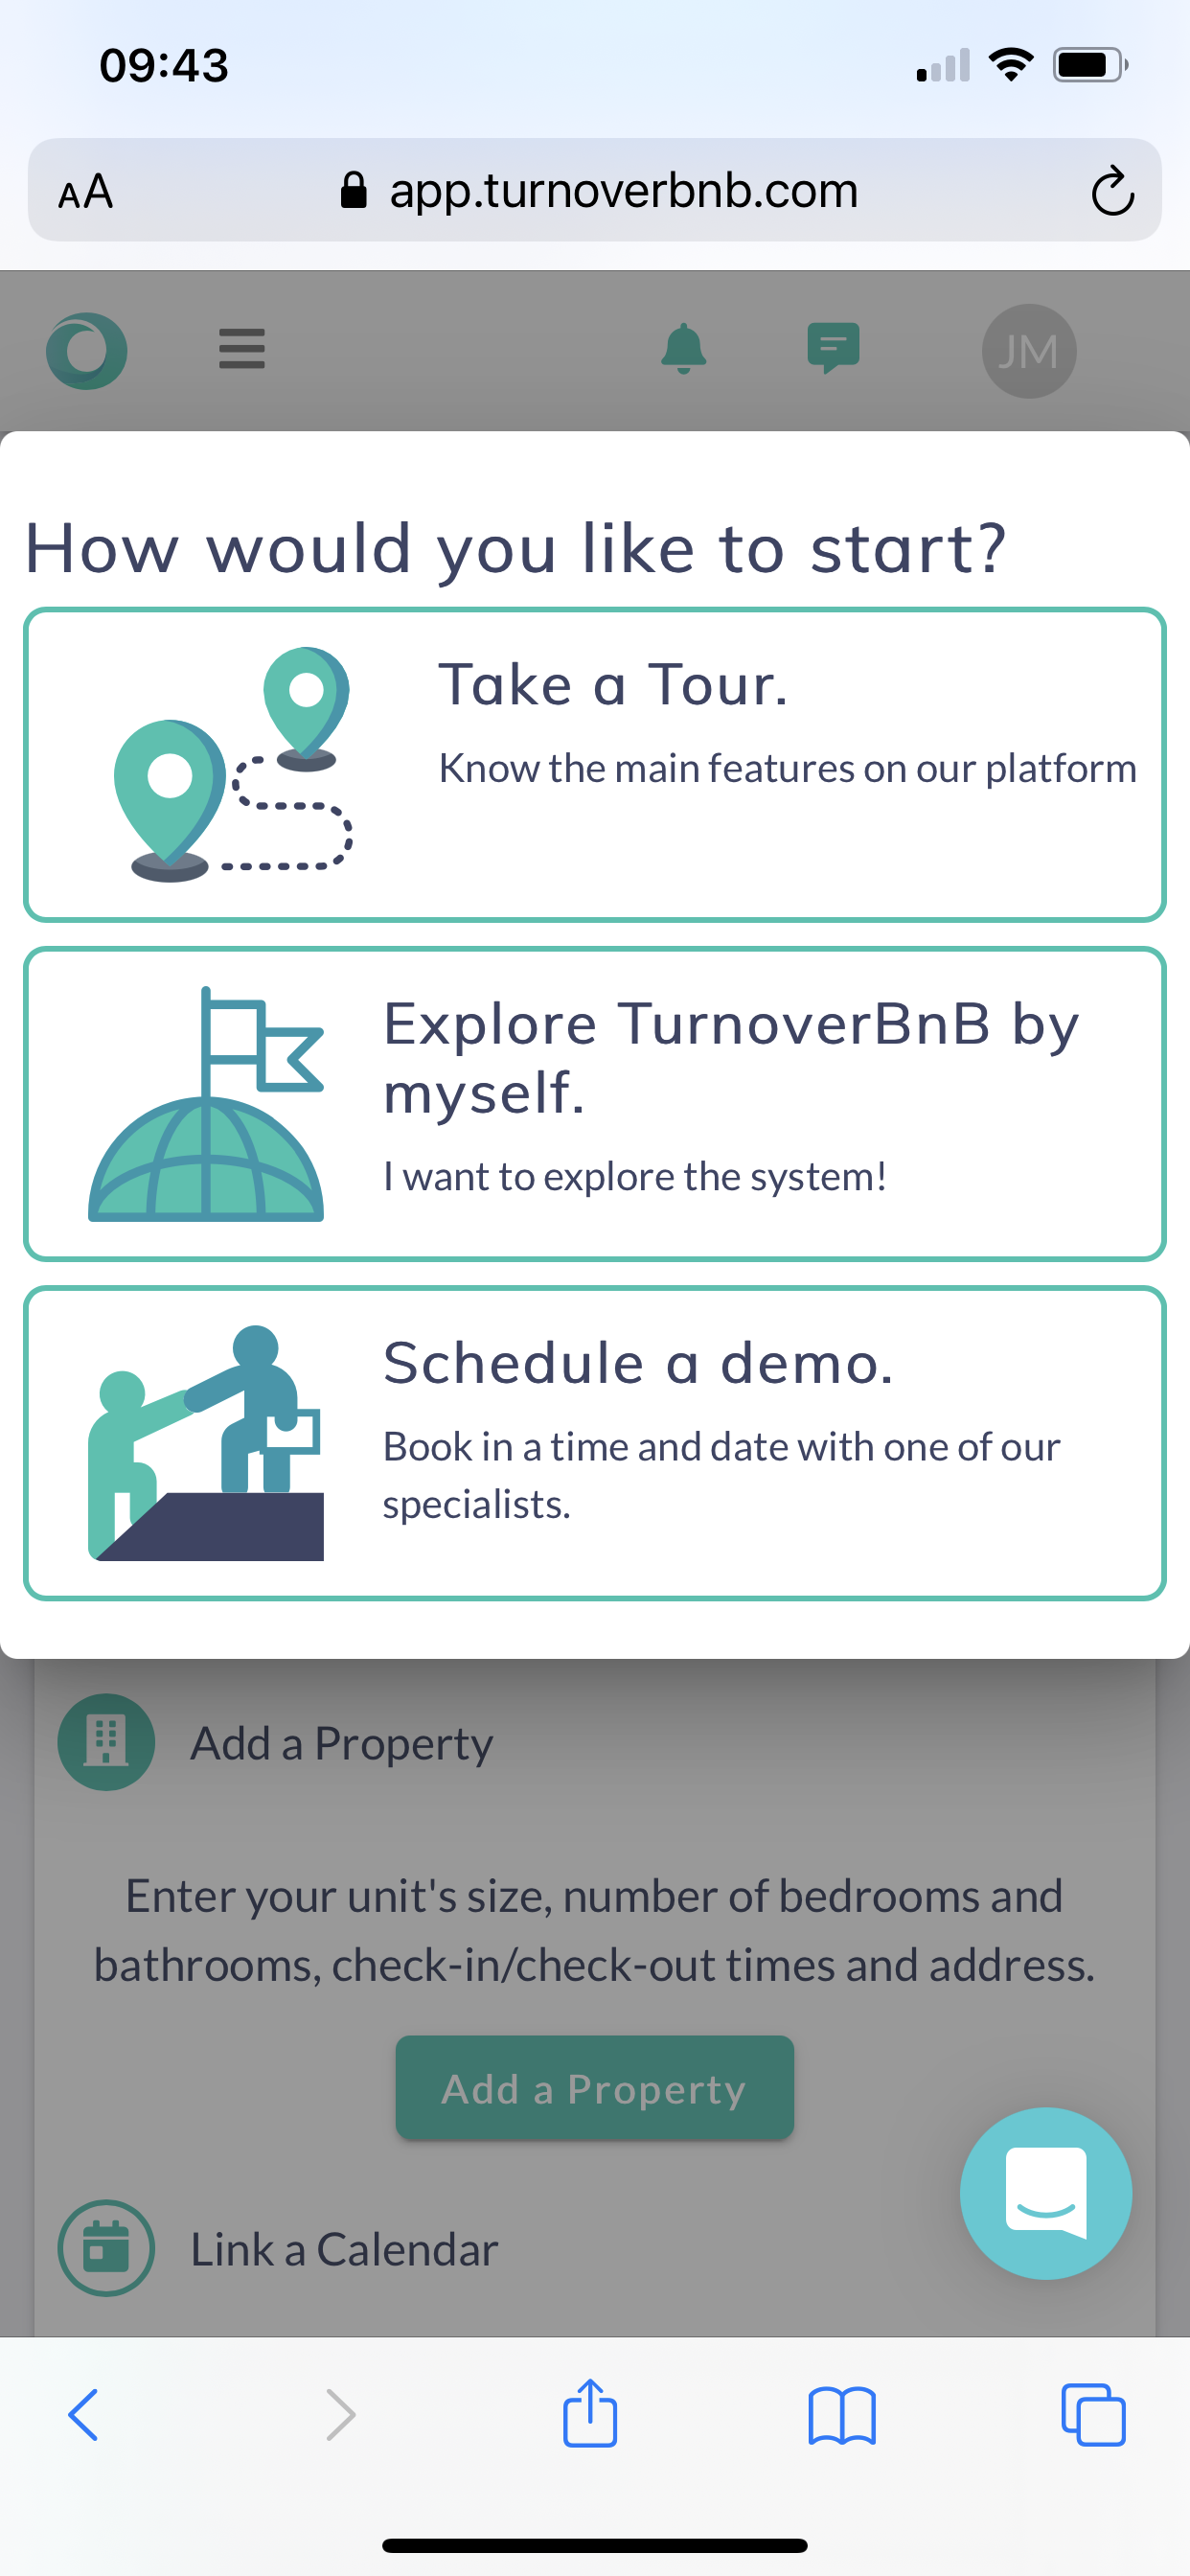 09:43
AA
app.turnoverbnb.com
JM
How would you like to start?
Take a Tour.
Know the main features on our platform
Explore TurnoverBnB by
myself.
I want to explore the system!
Schedule a demo.
Book in a time and date with one of our
specialists.
Add a Property
Enter your unit's size, number of bedrooms and
bathrooms, check-in/check-out times and address.
Add a Property
Link a Calendar